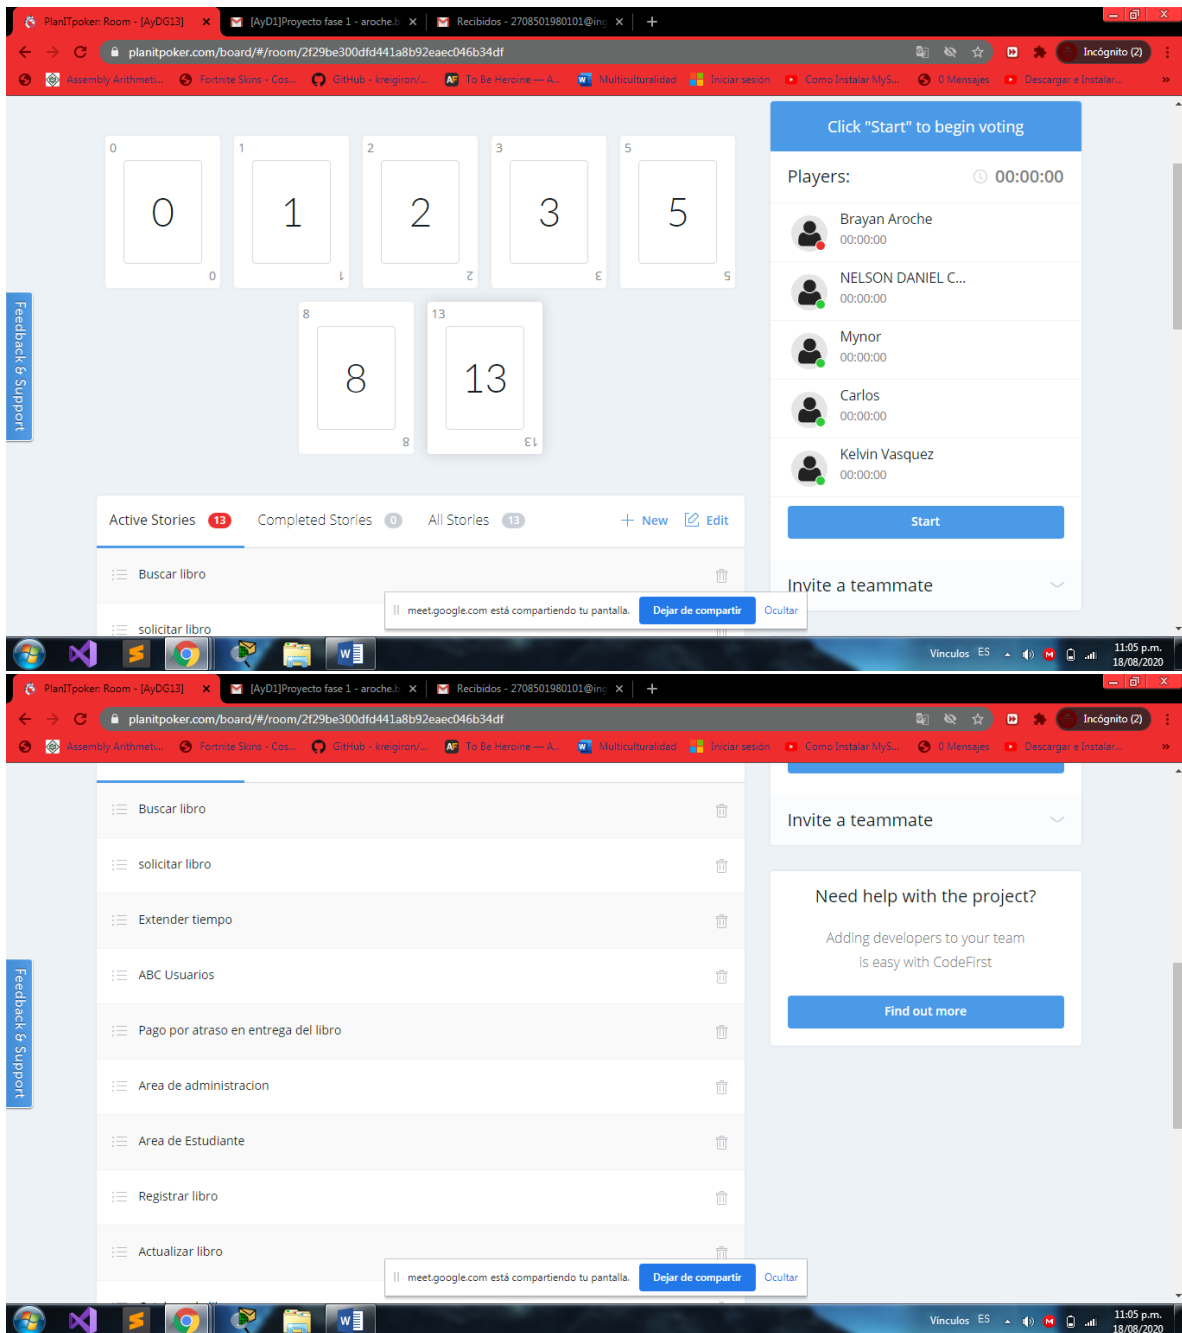 PlanITpoker: Room - [AyDG13]
[AyD1]Proyecto fase 1 - aroche.b
Recibidos - 2708501980101@ing
planitpoker.com/board/#/room/2f29be300dfd441a8b92eaec046b34df
Incógnito (2)
Assembly Arithmeti...
Fortnite Skins - Cos...
GitHub - kreigiron/...
To Be Heroine — A...
Multiculturalidad
Iniciar sesión
Como Instalar MyS...
0 Mensajes
Descargar e Instalar...
»
0
0
0
1
1
1
2
2
2
3
3
3
5
5
5
8
8
8
13
13
13
Click "Start" to begin voting
Players:
00:00:00
Brayan Aroche
00:00:00
NELSON DANIEL C...
00:00:00
Mynor
00:00:00
Carlos
00:00:00
Kelvin Vasquez
00:00:00
Start
Invite a teammate
Feedback & Support
Active Stories 13
Completed Stories 0
All Stories 13
+ New
Edit
Buscar libro
solicitar libro
meet.google.com está compartiendo tu pantalla.
Dejar de compartir
Ocultar
Vínculos
ES
11:05 p.m.
18/08/2020
PlanITpoker: Room - [AyDG13]
[AyD1]Proyecto fase 1 - aroche.b
Recibidos - 2708501980101@ing
planitpoker.com/board/#/room/2f29be300dfd441a8b92eaec046b34df
Incógnito (2)
Assembly Arithmeti...
Fortnite Skins - Cos...
GitHub - kreigiron/...
To Be Heroine — A...
Multiculturalidad
Iniciar sesión
Como Instalar MyS...
0 Mensajes
Descargar e Instalar...
»
Buscar libro
solicitar libro
Extender tiempo
ABC Usuarios
Pago por atraso en entrega del libro
Area de administracion
Area de Estudiante
Registrar libro
Actualizar libro
Invite a teammate
Need help with the project?
Adding developers to your team
is easy with CodeFirst
Find out more
Feedback & Support
meet.google.com está compartiendo tu pantalla.
Dejar de compartir
Ocultar
Vínculos
ES
11:05 p.m.
18/08/2020